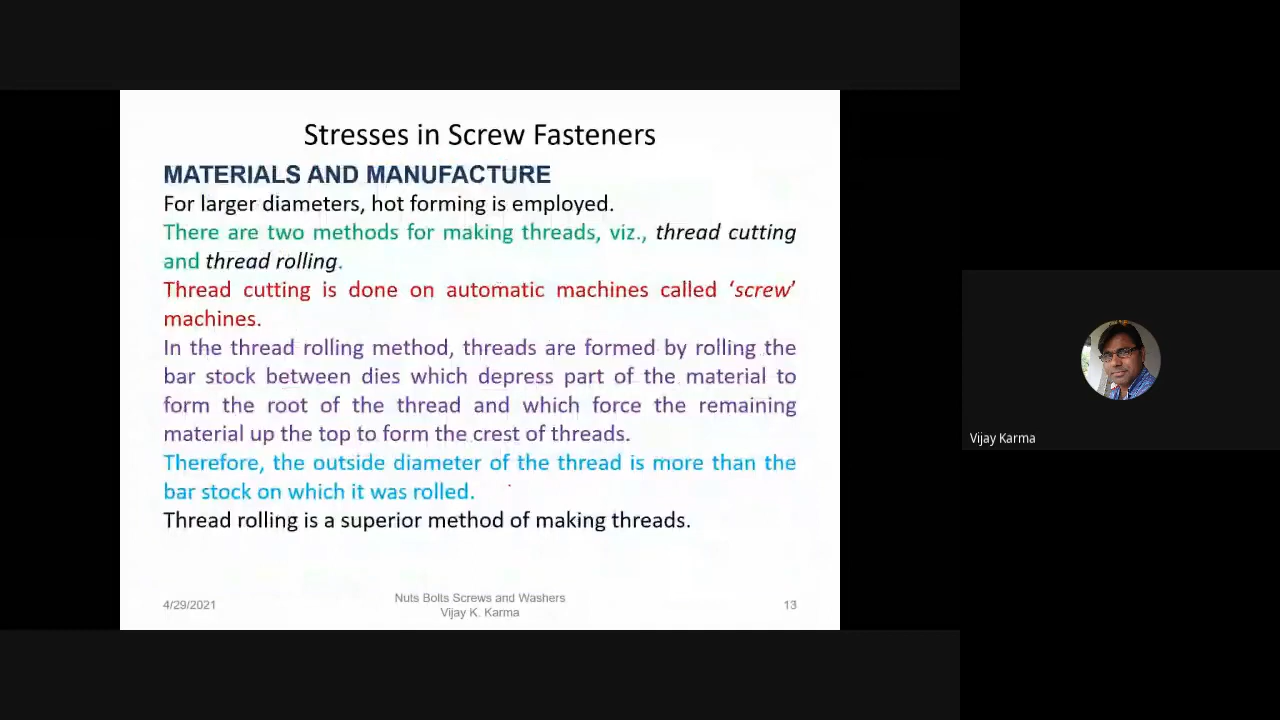 Stresses in Screw Fasteners
MATERIALS AND MANUFACTURE
For larger diameters, hot forming is employed.
There are two methods for making threads, viz., thread cutting
and thread rolling.
Thread cutting is done on automatic machines called ‘screw’
machines.
In the thread rolling method, threads are formed by rolling the
bar stock between dies which depress part of the material to
form the root of the thread and which force the remaining
material up the top to form the crest of threads.
Therefore, the outside diameter of the thread is more than the
bar stock on which it was rolled.
Thread rolling is a superior method of making threads.
4/29/2021
Nuts Bolts Screws and Washers
Vijay K. Karma
13
Vijay Karma